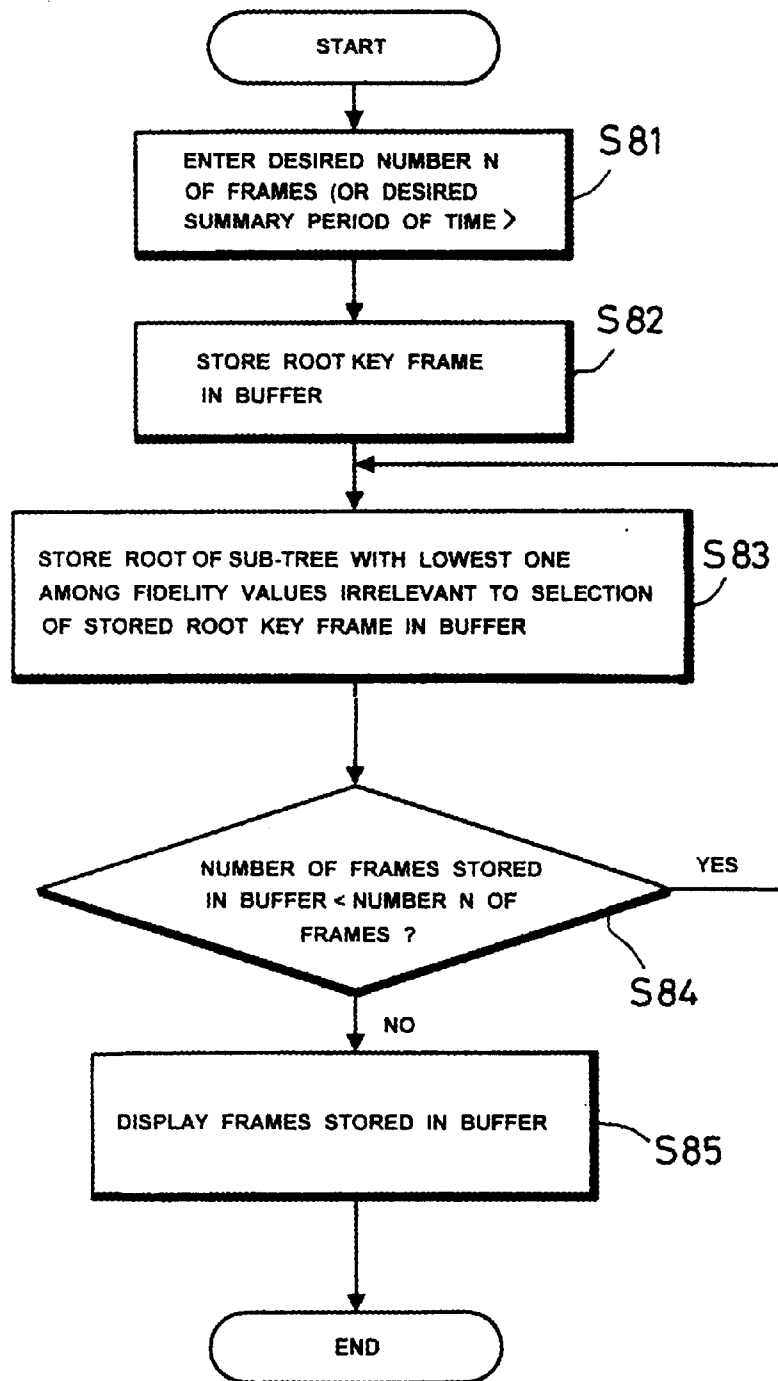 START
ENTER DESIRED NUMBER N
OF FRAMES (OR DESIRED
SUMMARY PERIOD OF TIME >
S81
STORE ROOT KEY FRAME
IN BUFFER
S82
STORE ROOT OF SUB-TREE WITH LOWEST ONE
AMONG FIDELITY VALUES IRRELEVANT TO SELECTION
OF STORED ROOT KEY FRAME IN BUFFER
S83
NUMBER OF FRAMES STORED
IN BUFFER < NUMBER N OF
FRAMES ?
YES
S84
NO
DISPLAY FRAMES STORED IN BUFFER
S85
END